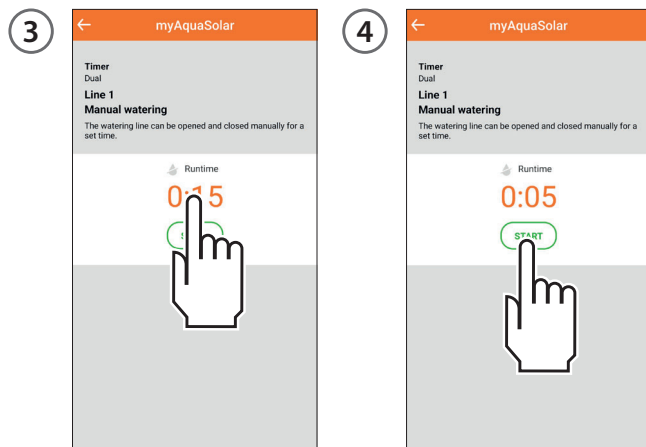 3
myAquaSolar
Timer
Dual
Line 1
Manual watering
The watering line can be opened and closed manually for a
set time.
Runtime
0:15
4
myAquaSolar
Timer
Dual
Line 1
Manual watering
The watering line can be opened and closed manually for a
set time.
Runtime
0:05
START